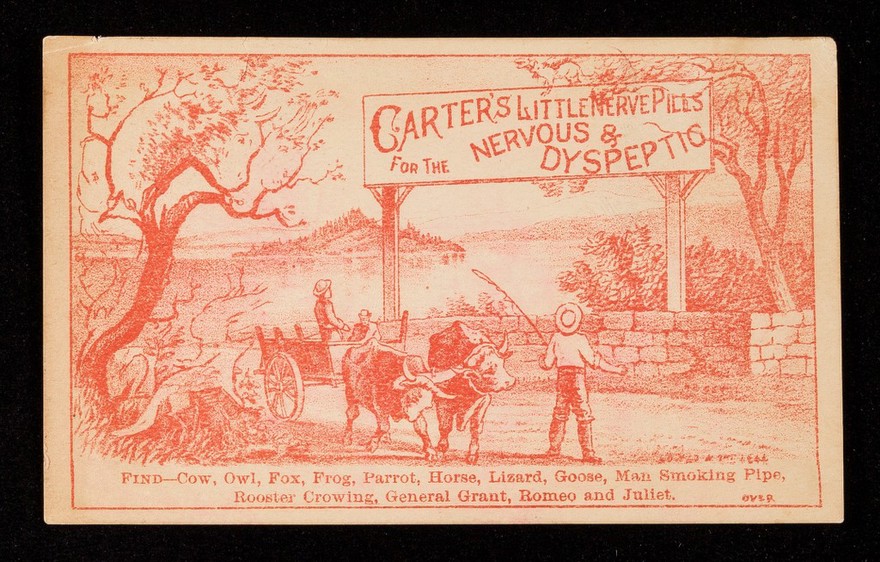 CARTER'S LITTLE NERVE PILLS
FOR THE NERVOUS &
DYSPEPTIC
FIND—Cow, Owl, Fox, Frog, Parrot, Horse, Lizard, Goose, Man Smoking Pipe,
Rooster Crowing, General Grant, Romeo and Juliet.
OVER.